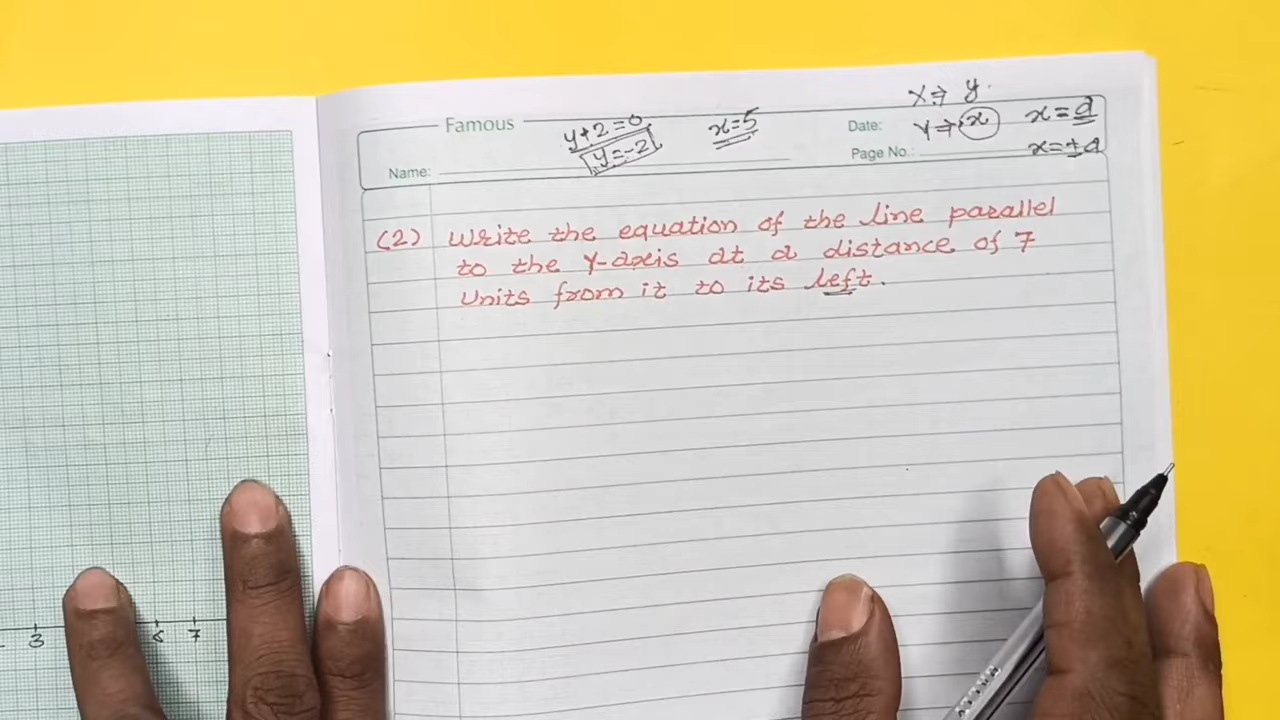 Famous
y+2=0
y=-2
x=5
X⇒ y
Y⇒ x
x=a
x=±a
Date:
Page No.:
Name:
(2) Write the equation of the line parallel
to the Y-axis at a distance of 7
Units from it to its left.
3 6 7